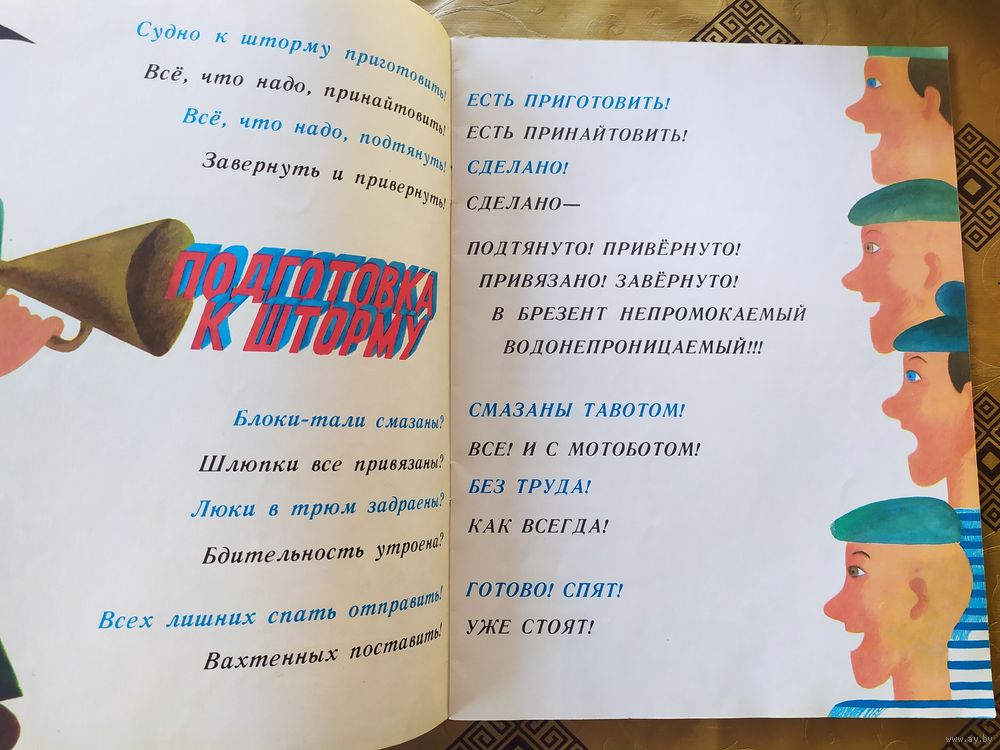 Судно к шторму приготовить!
Всё, что надо, принайтовить!
Всё, что надо, подтянуть!
Завернуть и привернуть!
ПОДГОТОВКА
К ШТОРМУ
Блоки-тали смазаны?
Шлюпки все привязаны?
Люки в трюм задраены?
Бдительность утроена?
Всех лишних спать отправить!
Вахтенных поставить!
ЕСТЬ ПРИГОТОВИТЬ!
ЕСТЬ ПРИНАЙТОВИТЬ!
СДЕЛАНО!
СДЕЛАНО—
ПОДТЯНУТО! ПРИВЁРНУТО!
ПРИВЯЗАНО! ЗАВЁРНУТО!
В БРЕЗЕНТ НЕПРОМОКАЕМЫЙ
ВОДОНЕПРОНИЦАЕМЫЙ!!!
СМАЗАНЫ ТАВОТОМ!
ВСЕ! И С МОТОБОТОМ!
БЕЗ ТРУДА!
КАК ВСЕГДА!
ГОТОВО! СПЯТ!
УЖЕ СТОЯТ!
www.ay.by